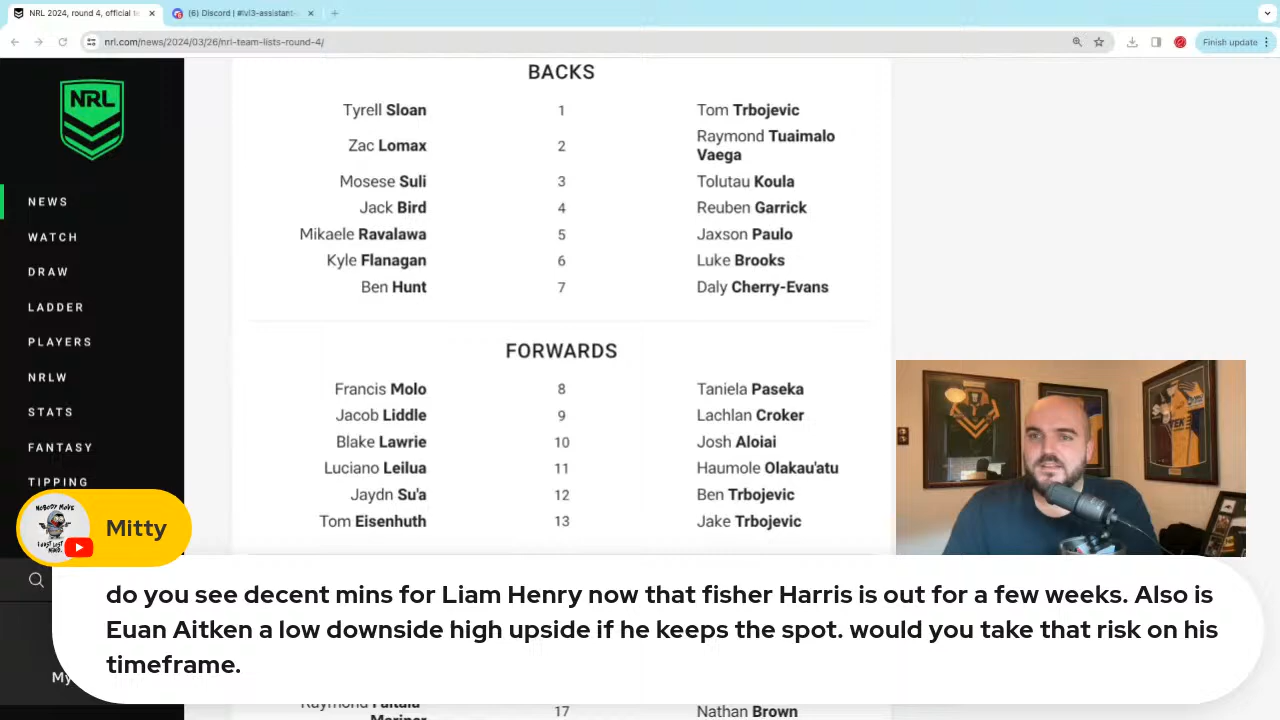 NRL 2024, round 4, official te
(6) Discord | #lvl3-assistant-
nrl.com/news/2024/03/26/nrl-team-lists-round-4/
Finish update
NRL
NEWS
WATCH
DRAW
LADDER
PLAYERS
NRLW
STATS
FANTASY
TIPPING
My
BACKS
Tyrell Sloan 1 Tom Trbojevic
Zac Lomax 2 Raymond Tuaimalo
Vaega
Mosese Suli 3 Tolutau Koula
Jack Bird 4 Reuben Garrick
Mikaele Ravalawa 5 Jaxson Paulo
Kyle Flanagan 6 Luke Brooks
Ben Hunt 7 Daly Cherry-Evans
FORWARDS
Francis Molo 8 Taniela Paseka
Jacob Liddle 9 Lachlan Croker
Blake Lawrie 10 Josh Aloiai
Luciano Leilua 11 Haumole Olakau'atu
Jaydn Su'a 12 Ben Trbojevic
Tom Eisenhuth 13 Jake Trbojevic
NOBODY MOVE
Mitty
do you see decent mins for Liam Henry now that fisher Harris is out for a few weeks. Also is
Euan Aitken a low downside high upside if he keeps the spot. would you take that risk on his
timeframe.
Raymond Faitala
Mariner 17 Nathan Brown